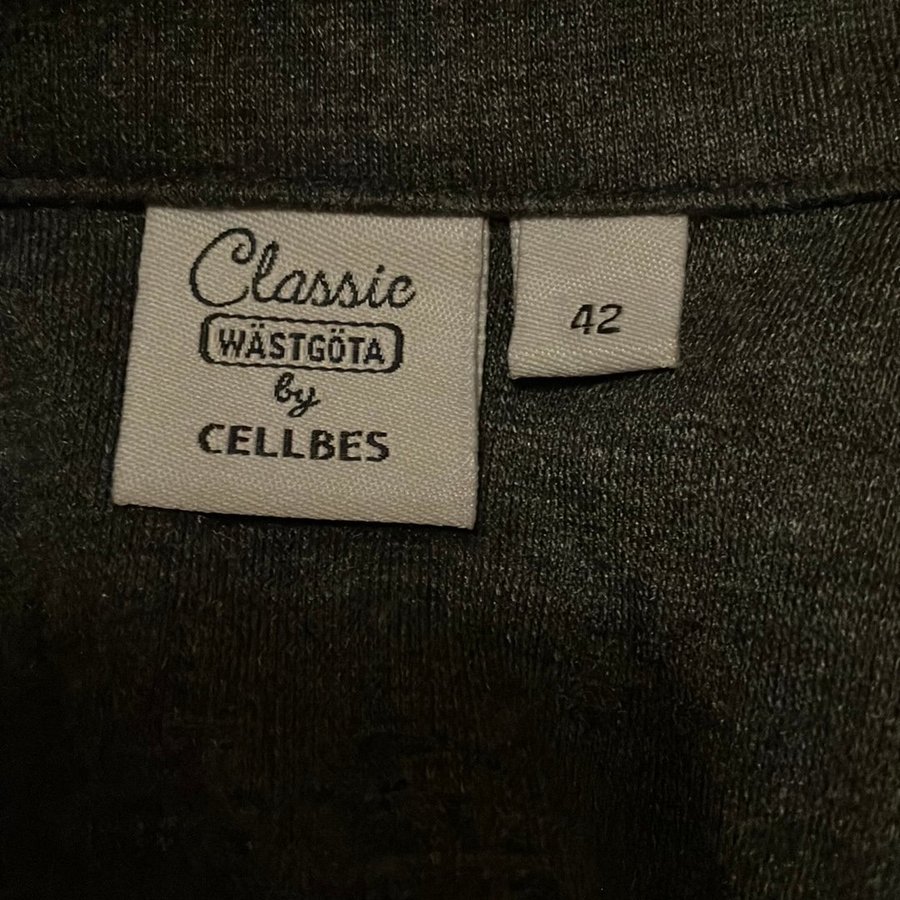 Classic
WÄSTGÖTA
by
CELLBES
42